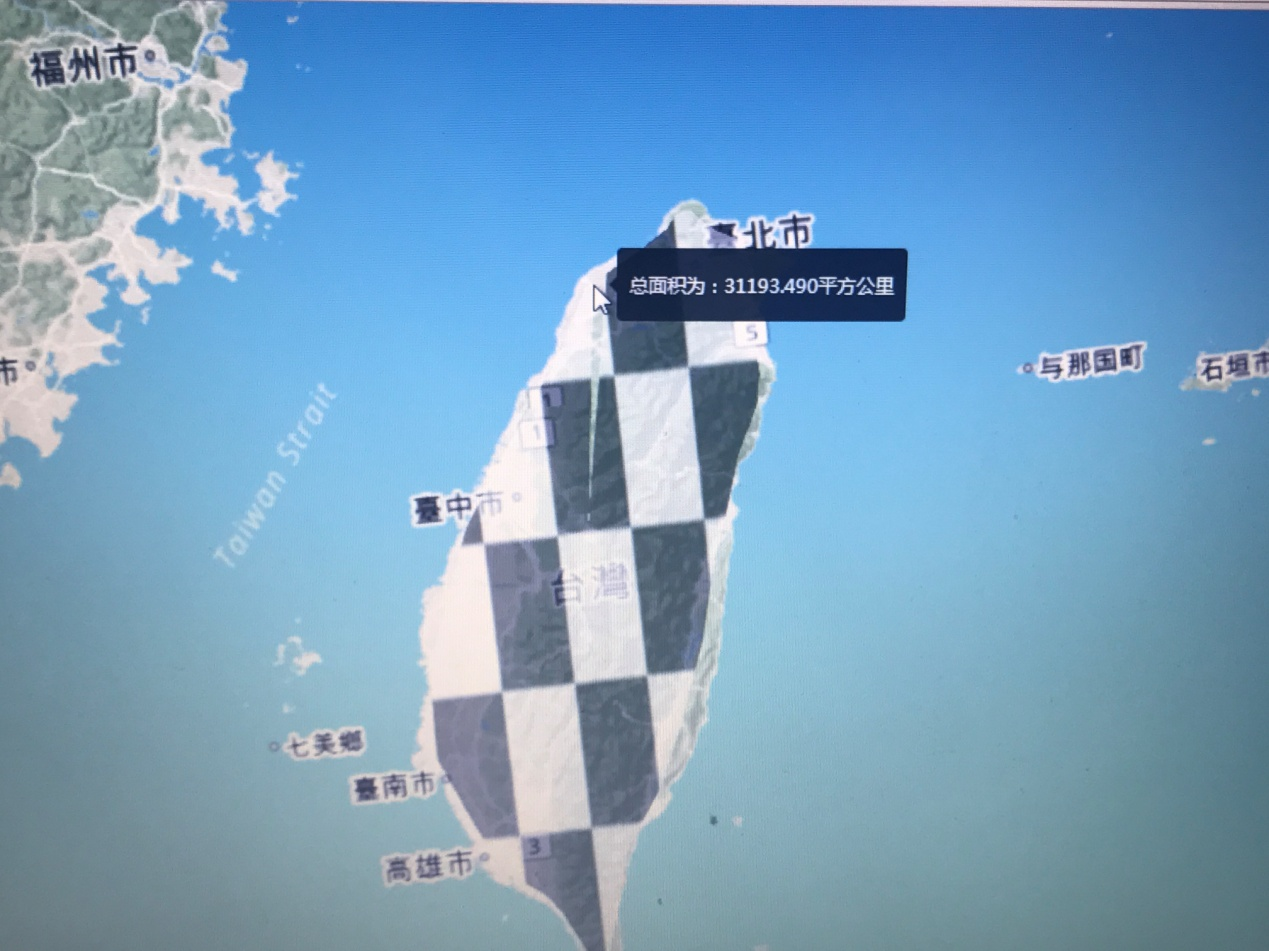 福州市
臺北市
总面积为：31193.490平方公里
5
与那国町
石垣市
市
1
1
Taiwan Strait
臺中市
台灣
七美鄉
臺南市
3
高雄市